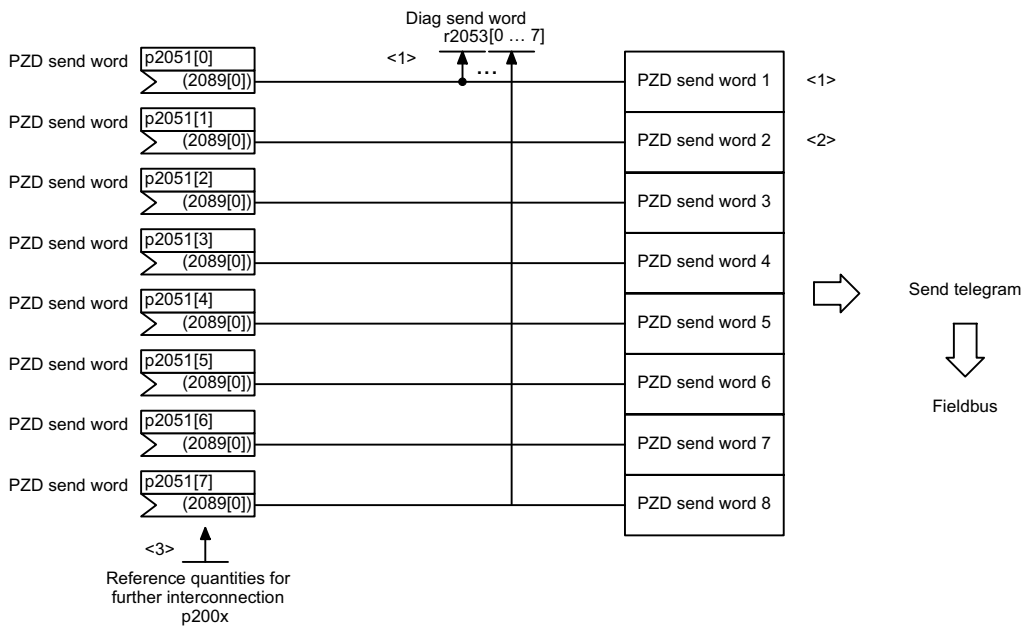 Diag send word
r2053[0 … 7]
<1>
…
PZD send word
p2051[0]
(2089[0])
PZD send word 1
<1>
PZD send word
p2051[1]
(2089[0])
PZD send word 2
<2>
PZD send word
p2051[2]
(2089[0])
PZD send word 3
PZD send word
p2051[3]
(2089[0])
PZD send word 4
PZD send word
p2051[4]
(2089[0])
PZD send word 5
PZD send word
p2051[5]
(2089[0])
PZD send word 6
PZD send word
p2051[6]
(2089[0])
PZD send word 7
PZD send word
p2051[7]
(2089[0])
PZD send word 8
Send telegram
Fieldbus
<3>
Reference quantities for
further interconnection
p200x